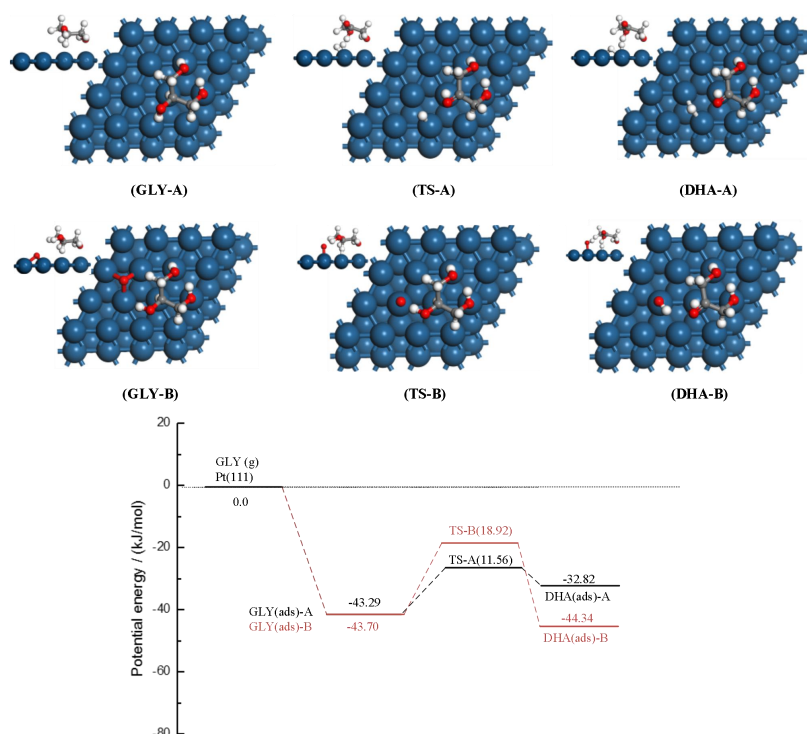 (GLY-A)
(TS-A)
(DHA-A)
(GLY-B)
(TS-B)
(DHA-B)
Potential energy / (kJ/mol)
20
0
-20
-40
-60
-80
GLY (g)
Pt(111)
0.0
TS-B(18.92)
TS-A(11.56)
-32.82
DHA(ads)-A
-43.29
GLY(ads)-A
GLY(ads)-B
-43.70
-44.34
DHA(ads)-B